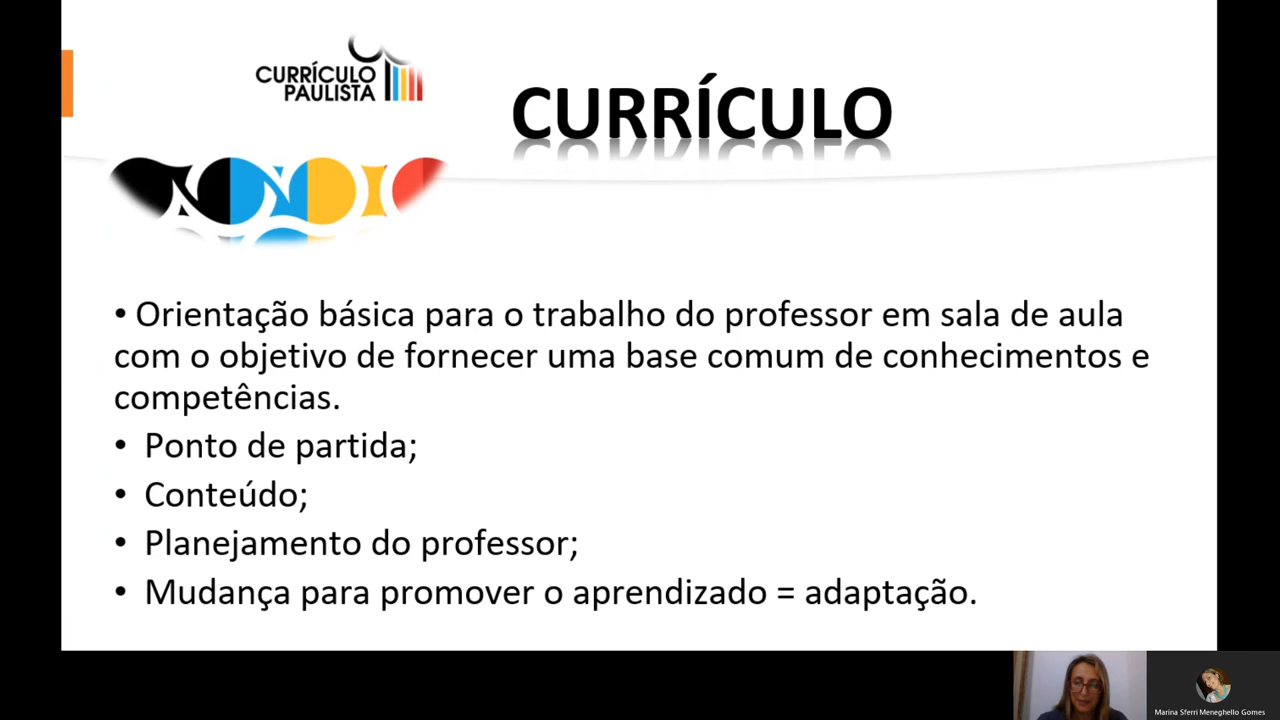 CURRÍCULO
PAULISTA
CURRÍCULO
• Orientação básica para o trabalho do professor em sala de aula
com o objetivo de fornecer uma base comum de conhecimentos e
competências.
• Ponto de partida;
• Conteúdo;
• Planejamento do professor;
• Mudança para promover o aprendizado = adaptação.
Marina Sferri Meneghello Gomes